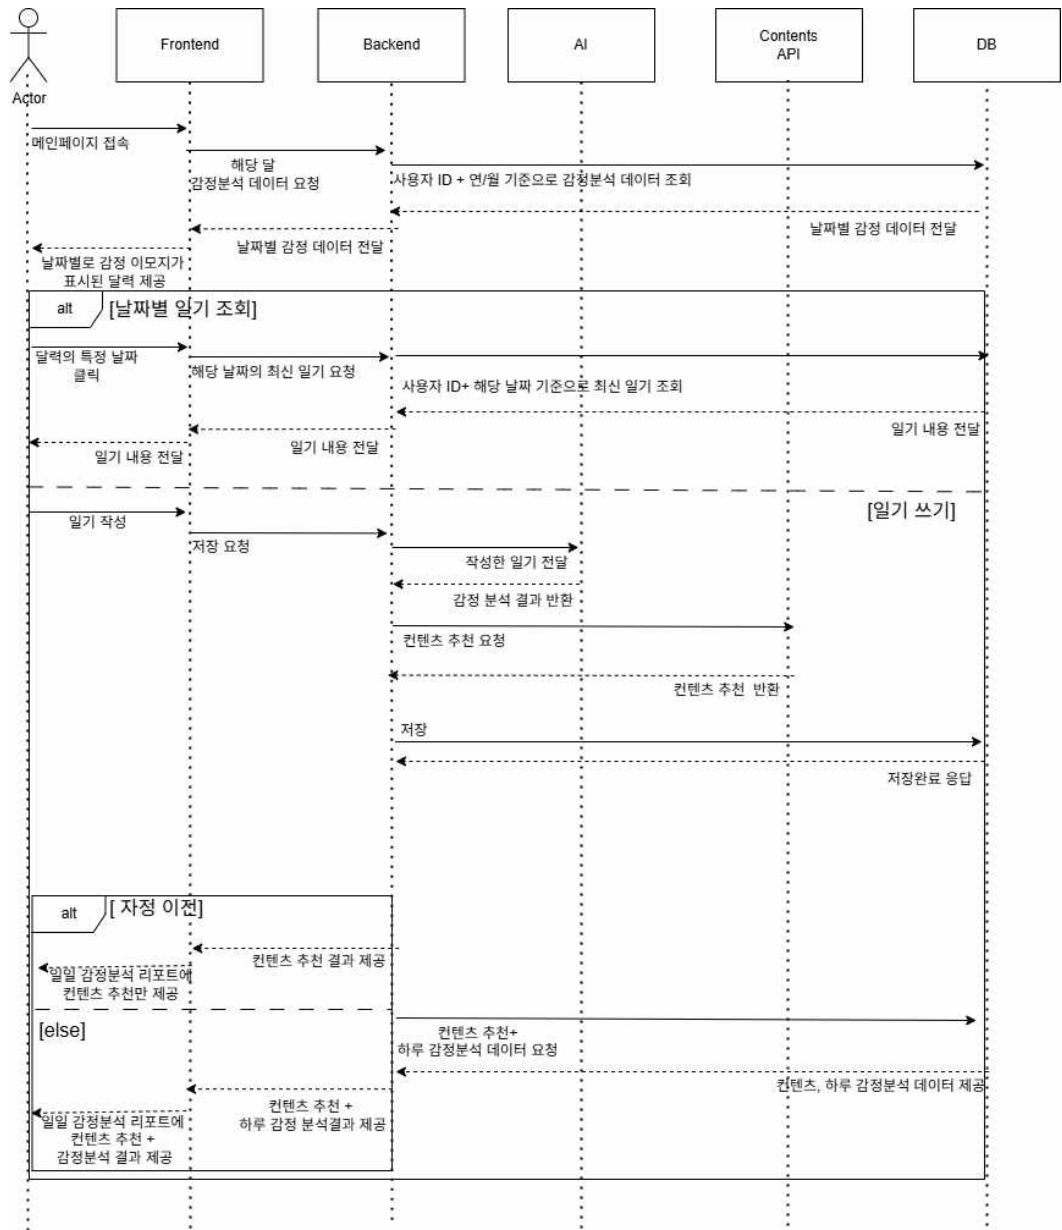 Frontend
Backend
AI
Contents
API
DB
Actor
메인페이지 접속
해당 달
감정분석 데이터 요청
사용자 ID + 연/월 기준으로 감정분석 데이터 조회
날짜별 감정 데이터 전달
날짜별 감정 데이터 전달
날짜별로 감정 이모지가
표시된 달력 제공
alt
[날짜별 일기 조회]
달력의 특정 날짜
클릭
해당 날짜의 최신 일기 요청
사용자 ID+ 해당 날짜 기준으로 최신 일기 조회
일기 내용 전달
일기 내용 전달
일기 내용 전달
[일기 쓰기]
일기 작성
저장 요청
작성한 일기 전달
감정 분석 결과 반환
컨텐츠 추천 요청
컨텐츠 추천 반환
저장
저장완료 응답
alt
[ 자정 이전]
컨텐츠 추천 결과 제공
일일 감정분석 리포트에
컨텐츠 추천만 제공
[else]
컨텐츠 추천+
하루 감정분석 데이터 요청
컨텐츠, 하루 감정분석 데이터 제공
컨텐츠 추천 +
하루 감정 분석결과 제공
일일 감정분석 리포트에
컨텐츠 추천 +
감정분석 결과 제공